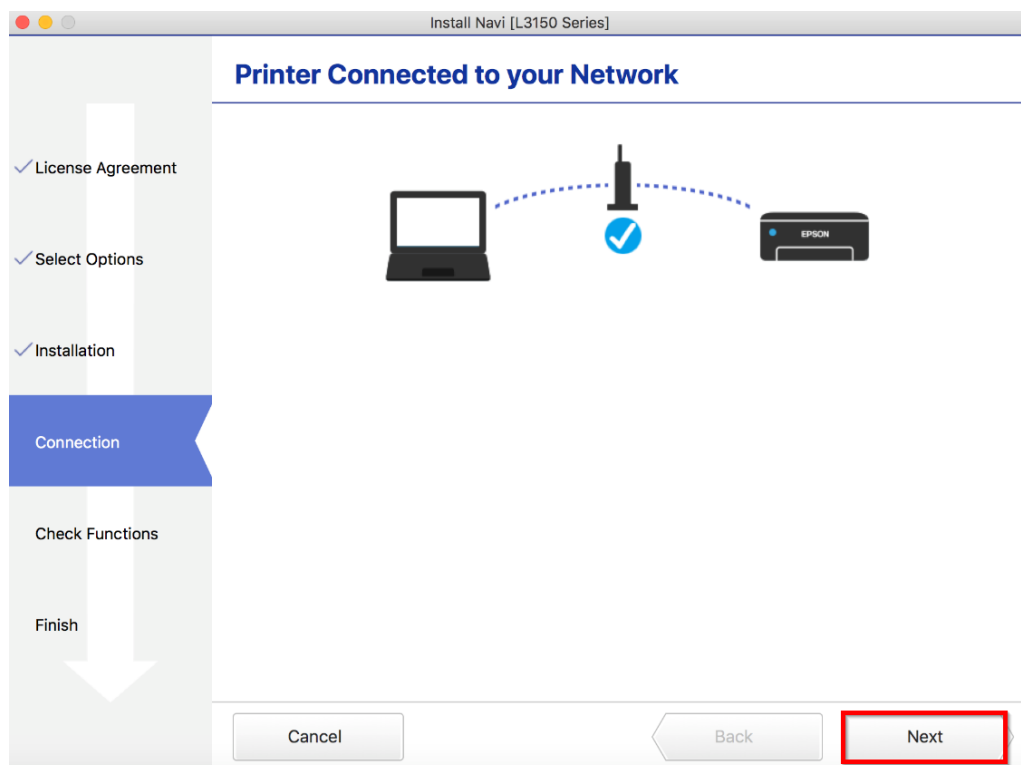 Install Navi [L3150 Series]
Printer Connected to your Network
License Agreement
Select Options
Installation
Connection
Check Functions
Finish
EPSON
Cancel
Back
Next